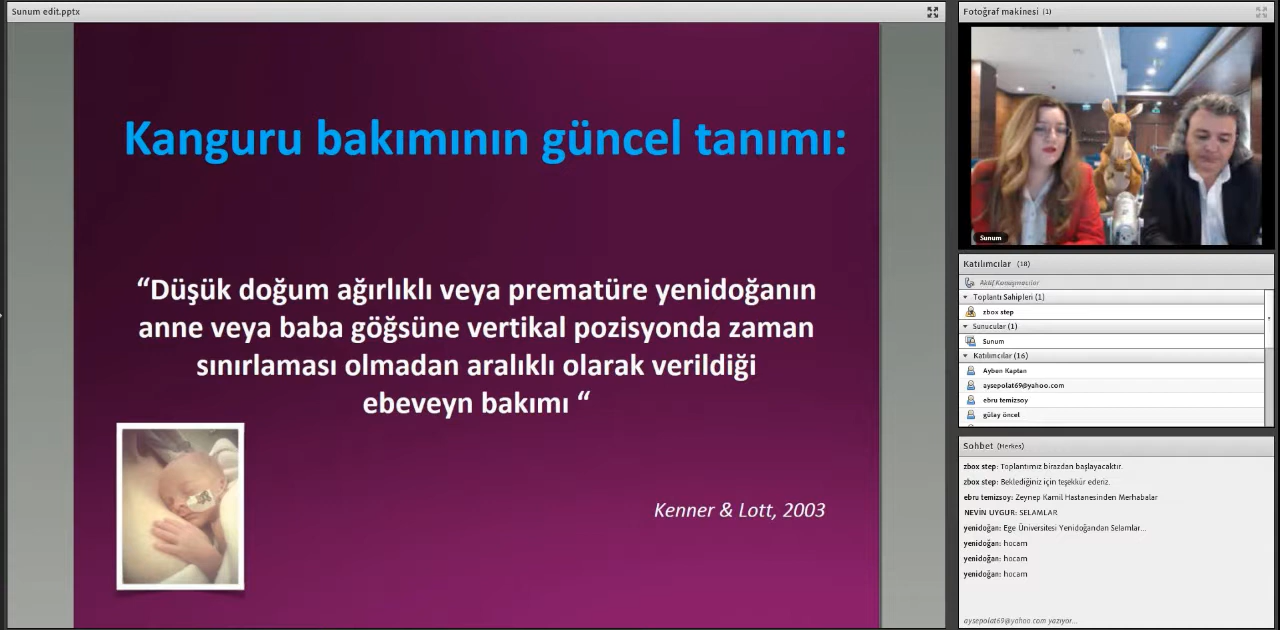 Sunum edit.pptx
Kanguru bakımının güncel tanımı:
“Düşük doğum ağırlıklı veya prematüre yenidoğanın
anne veya baba göğsüne vertikal pozisyonda zaman
sınırlaması olmadan aralıklı olarak verildiği
ebeveyn bakımı “
Kenner & Lott, 2003
Fotoğraf makinesi (1)
Sunum
Katılımcılar (18)
Aktif Konuşmacılar
Toplantı Sahipleri (1)
zbox step
Sunucular (1)
Sunum
Katılımcılar (16)
Ayben Kaptan
aysepolat69@yahoo.com
ebru temizsoy
gülay öncel
Sohbet (Herkes)
zbox step: Toplantımız birazdan başlayacaktır.
zbox step: Beklediğiniz için teşekkür ederiz.
ebru temizsoy: Zeynep Kamil Hastanesinden Merhabalar
NEVİN UYGUR: SELAMLAR
yenidoğan: Ege Üniversitesi Yenidoğandan Selamlar...
yenidoğan: hocam
yenidoğan: hocam
yenidoğan: hocam
aysepolat69@yahoo.com yazıyor...